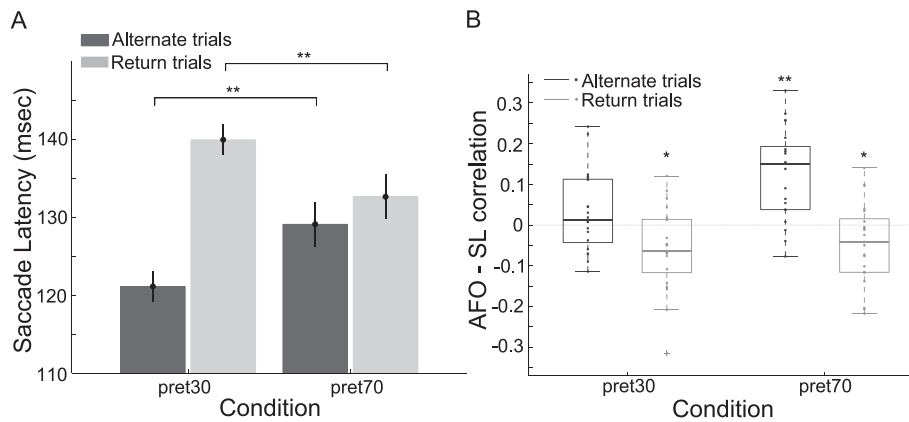 A
Alternate trials
Return trials
**
**
Saccade Latency (msec)
140
130
120
110
pret30
pret70
Condition
B
Alternate trials
Return trials
**
*
*
AFO - SL correlation
0.3
0.2
0.1
0
-0.1
-0.2
-0.3
pret30
pret70
Condition